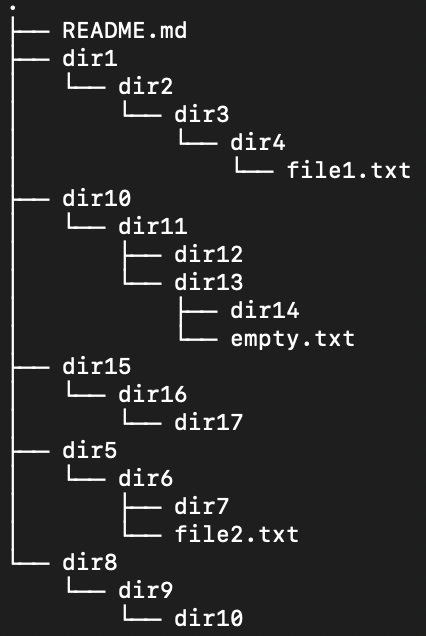 .
├── README.md
├── dir1
│   └── dir2
│       └── dir3
│           └── dir4
│               └── file1.txt
├── dir10
│   └── dir11
│       ├── dir12
│       └── dir13
│           ├── dir14
│           └── empty.txt
├── dir15
│   └── dir16
│       └── dir17
├── dir5
│   └── dir6
│       ├── dir7
│       └── file2.txt
└── dir8
    └── dir9
        └── dir10